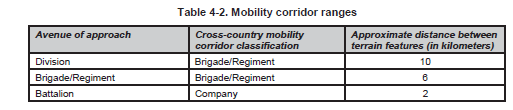 Table 4-2. Mobility corridor ranges
Avenue of approach Cross-country mobility corridor classification Approximate distance between terrain features (in kilometers)
Division Brigade/Regiment 10
Brigade/Regiment Brigade/Regiment 6
Battalion Company 2